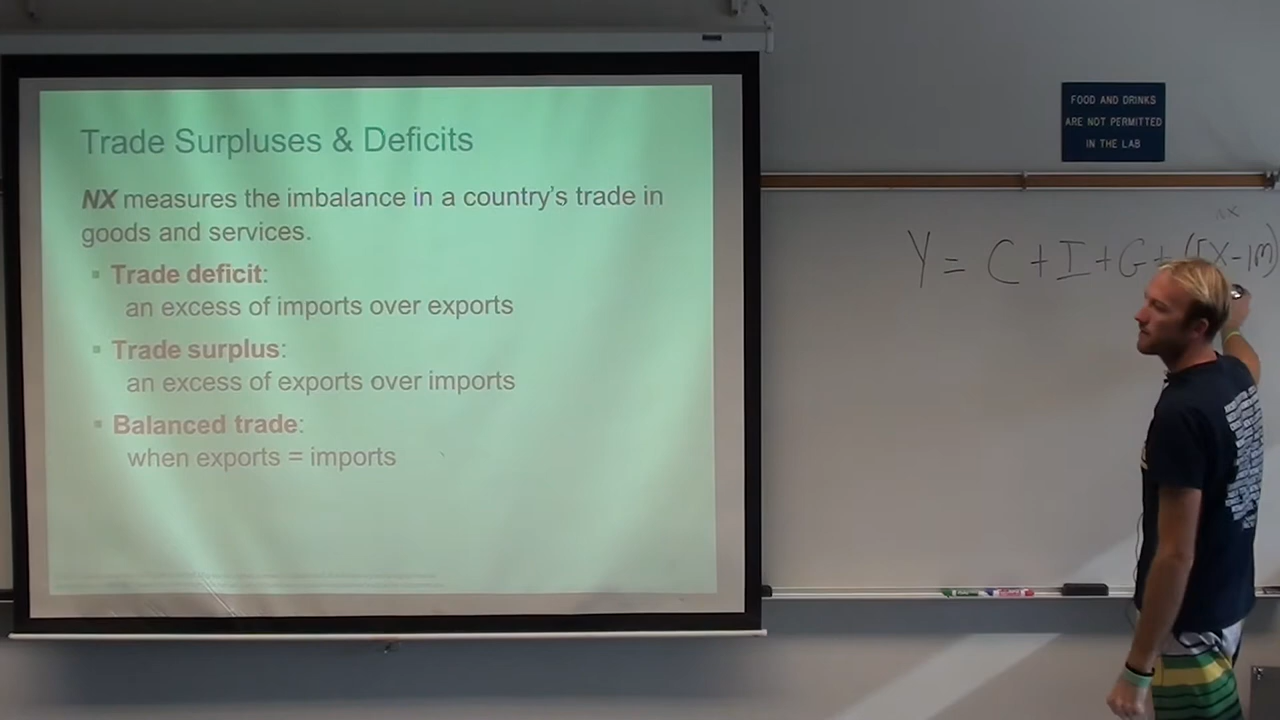 Trade Surpluses & Deficits
NX measures the imbalance in a country's trade in
goods and services.
▪ Trade deficit:
an excess of imports over exports
▪ Trade surplus:
an excess of exports over imports
▪ Balanced trade:
when exports = imports
FOOD AND DRINKS
ARE NOT PERMITTED
IN THE LAB
NX
Y = C + I + G + (EX - IM)